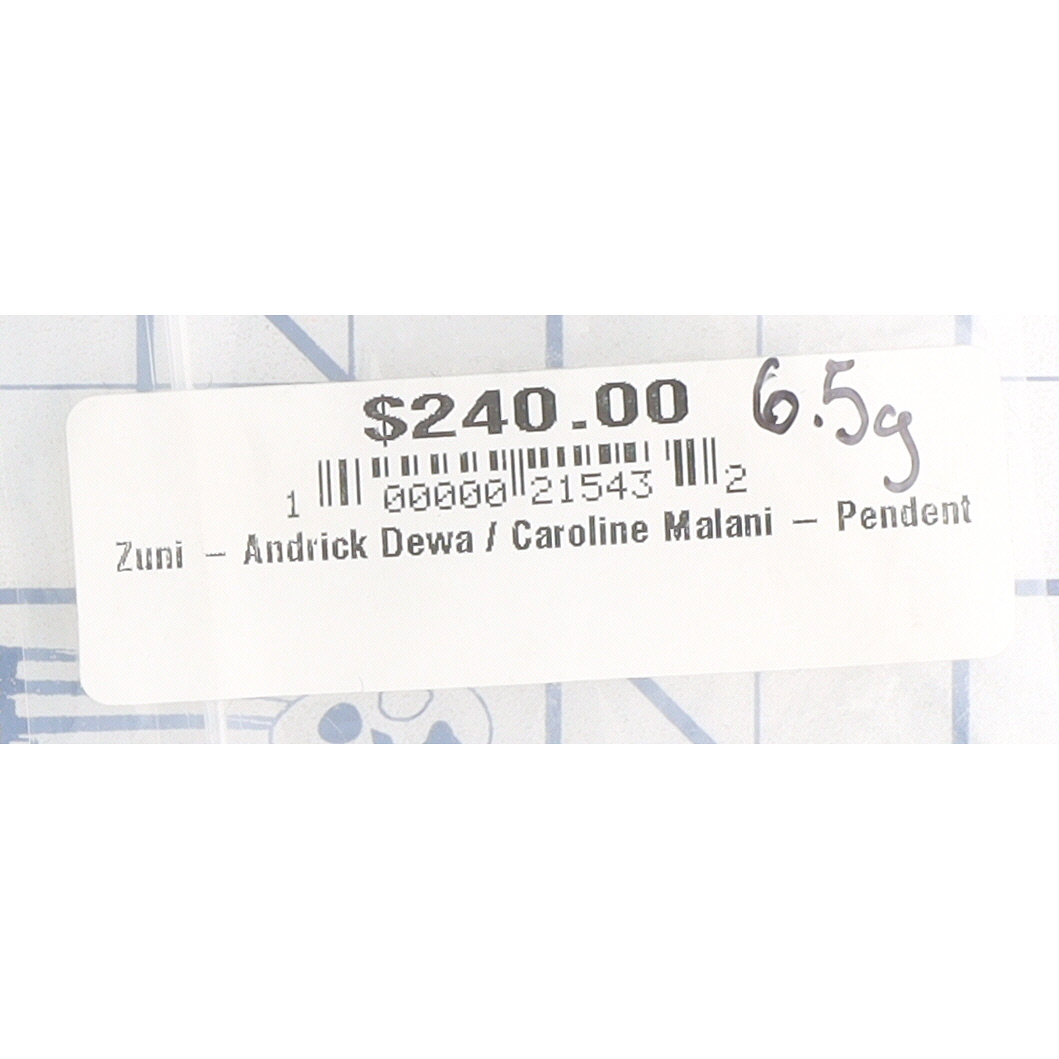 $240.00 6.5g
1 00000 21543 2
Zuni - Andrick Dewa / Caroline Malani - Pendent